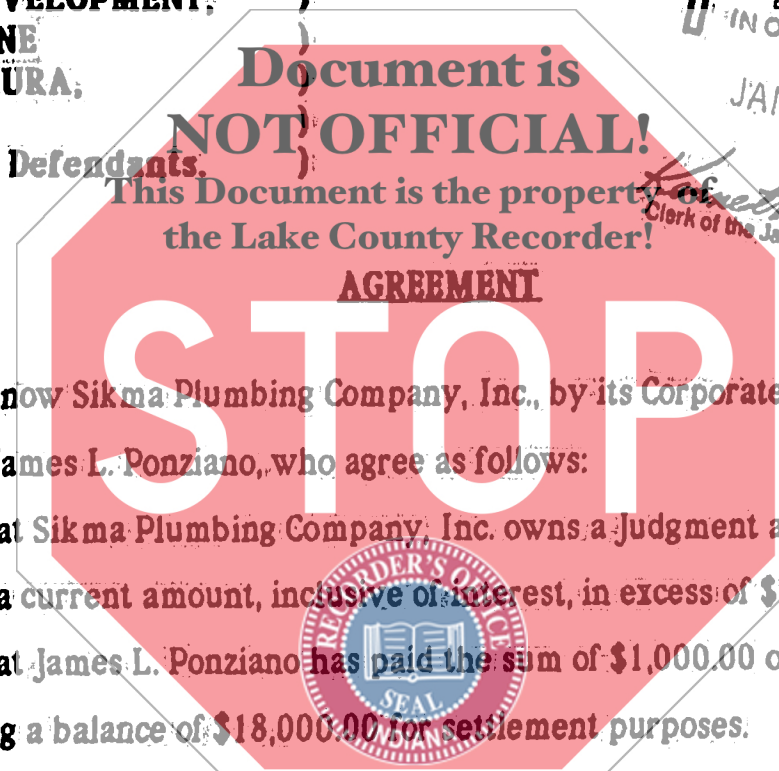 VELOPMENT,
NE
URA,
IN O
JAN
Document is
NOT OFFICIAL!
Defendants.
This Document is the property of
Clerk of the
the Lake County Recorder!
AGREEMENT
STOP
now Sikma Plumbing Company, Inc., by its Corporate
ames L. Ponziano, who agree as follows:
at Sikma Plumbing Company, Inc. owns a Judgment a
a current amount, inclusive of interest, in excess of $
at James L. Ponziano has paid the sum of $1,000.00 o
g a balance of $18,000.00 for settlement purposes.
RECORDER'S OFFICE
SEAL
INDIANA